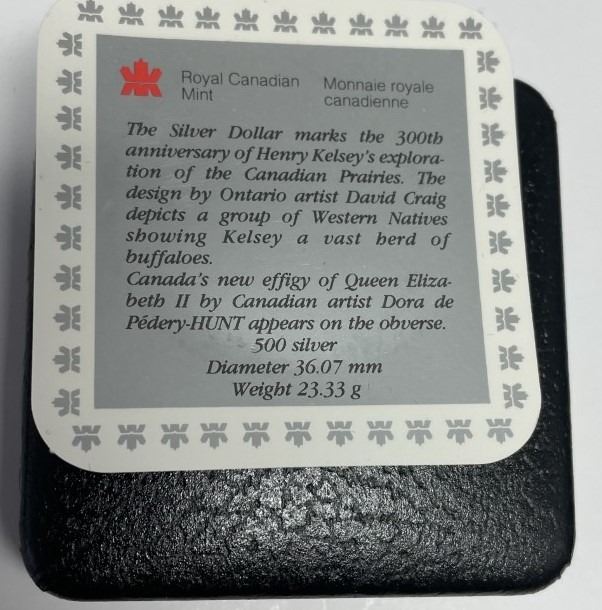 Royal Canadian Mint
Monnaie royale canadienne
The Silver Dollar marks the 300th
anniversary of Henry Kelsey's explora-
tion of the Canadian Prairies. The
design by Ontario artist David Craig
depicts a group of Western Natives
showing Kelsey a vast herd of
buffaloes.
Canada's new effigy of Queen Eliza-
beth II by Canadian artist Dora de
Pédery-HUNT appears on the obverse.
500 silver
Diameter 36.07 mm
Weight 23.33 g